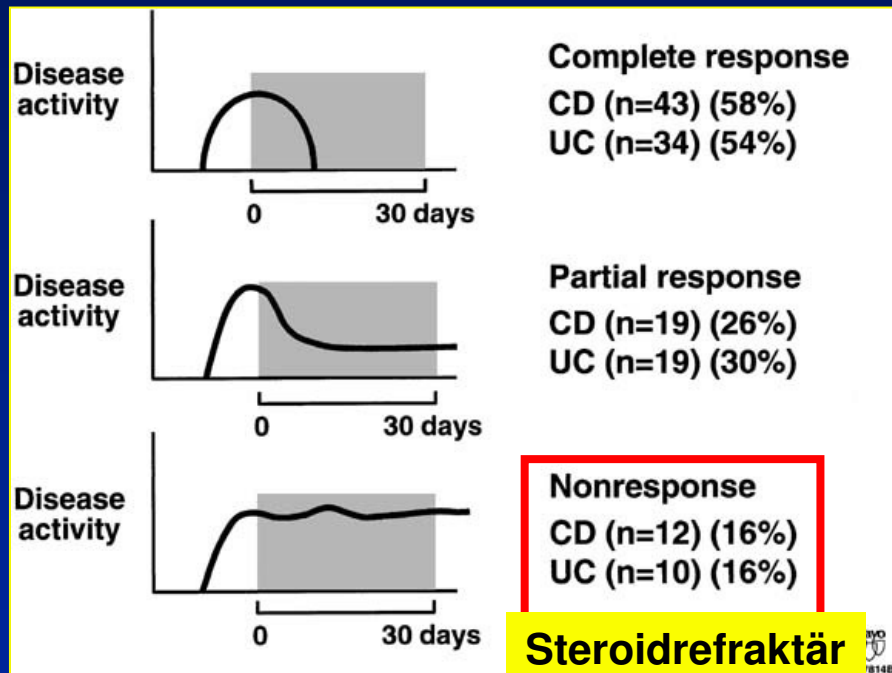 Disease
activity
0 30 days
Complete response
CD (n=43) (58%)
UC (n=34) (54%)
Disease
activity
0 30 days
Partial response
CD (n=19) (26%)
UC (n=19) (30%)
Disease
activity
0 30 days
Nonresponse
CD (n=12) (16%)
UC (n=10) (16%)
Steroidrefraktär